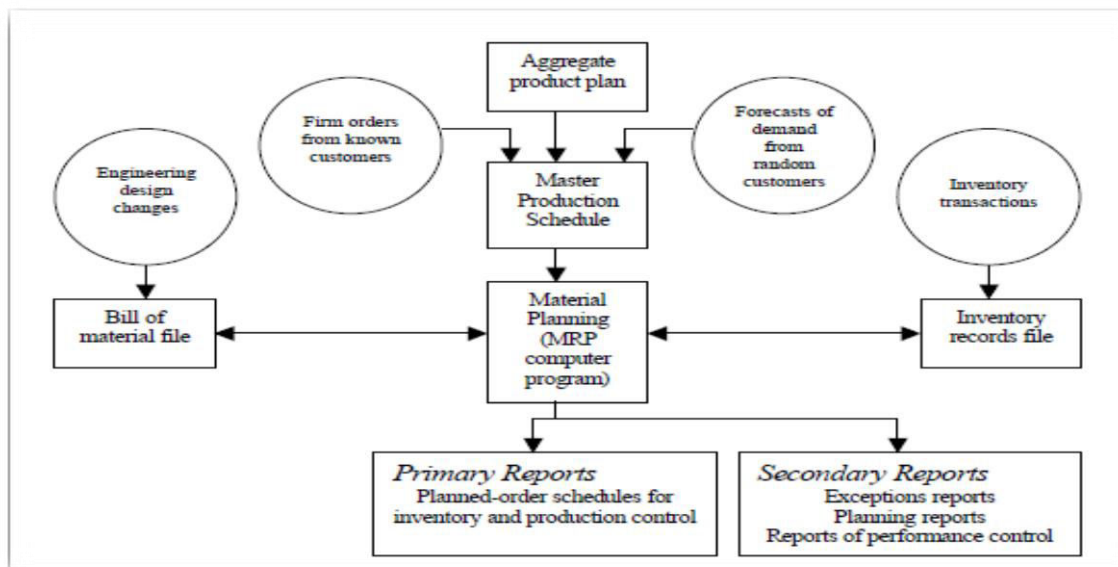 Aggregate
product plan
Firm orders
from known
customers
Forecasts of
demand
from
random
customers
Engineering
design
changes
Master
Production
Schedule
Inventory
transactions
Bill of
material file
Material
Planning
(MRP
computer
program)
Inventory
records file
Primary Reports
Planned-order schedules for
inventory and production control
Secondary Reports
Exceptions reports
Planning reports
Reports of performance control